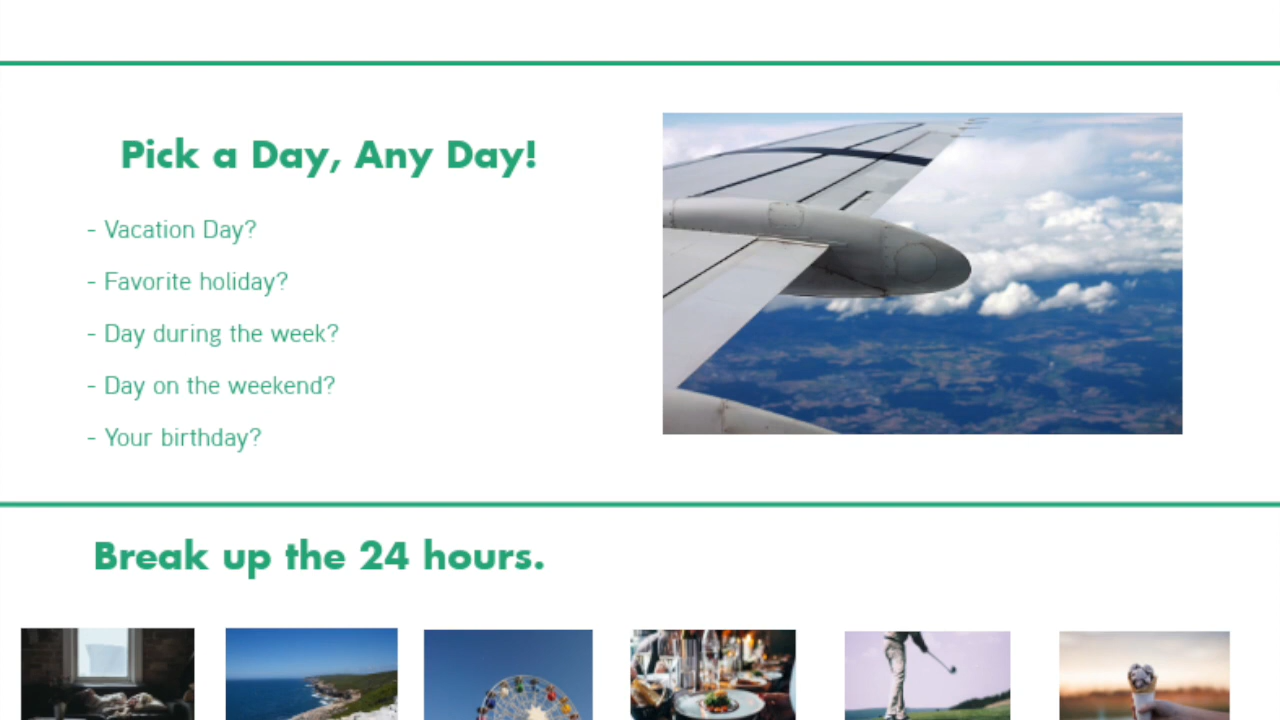 Pick a Day, Any Day!
- Vacation Day?
- Favorite holiday?
- Day during the week?
- Day on the weekend?
- Your birthday?
Break up the 24 hours.